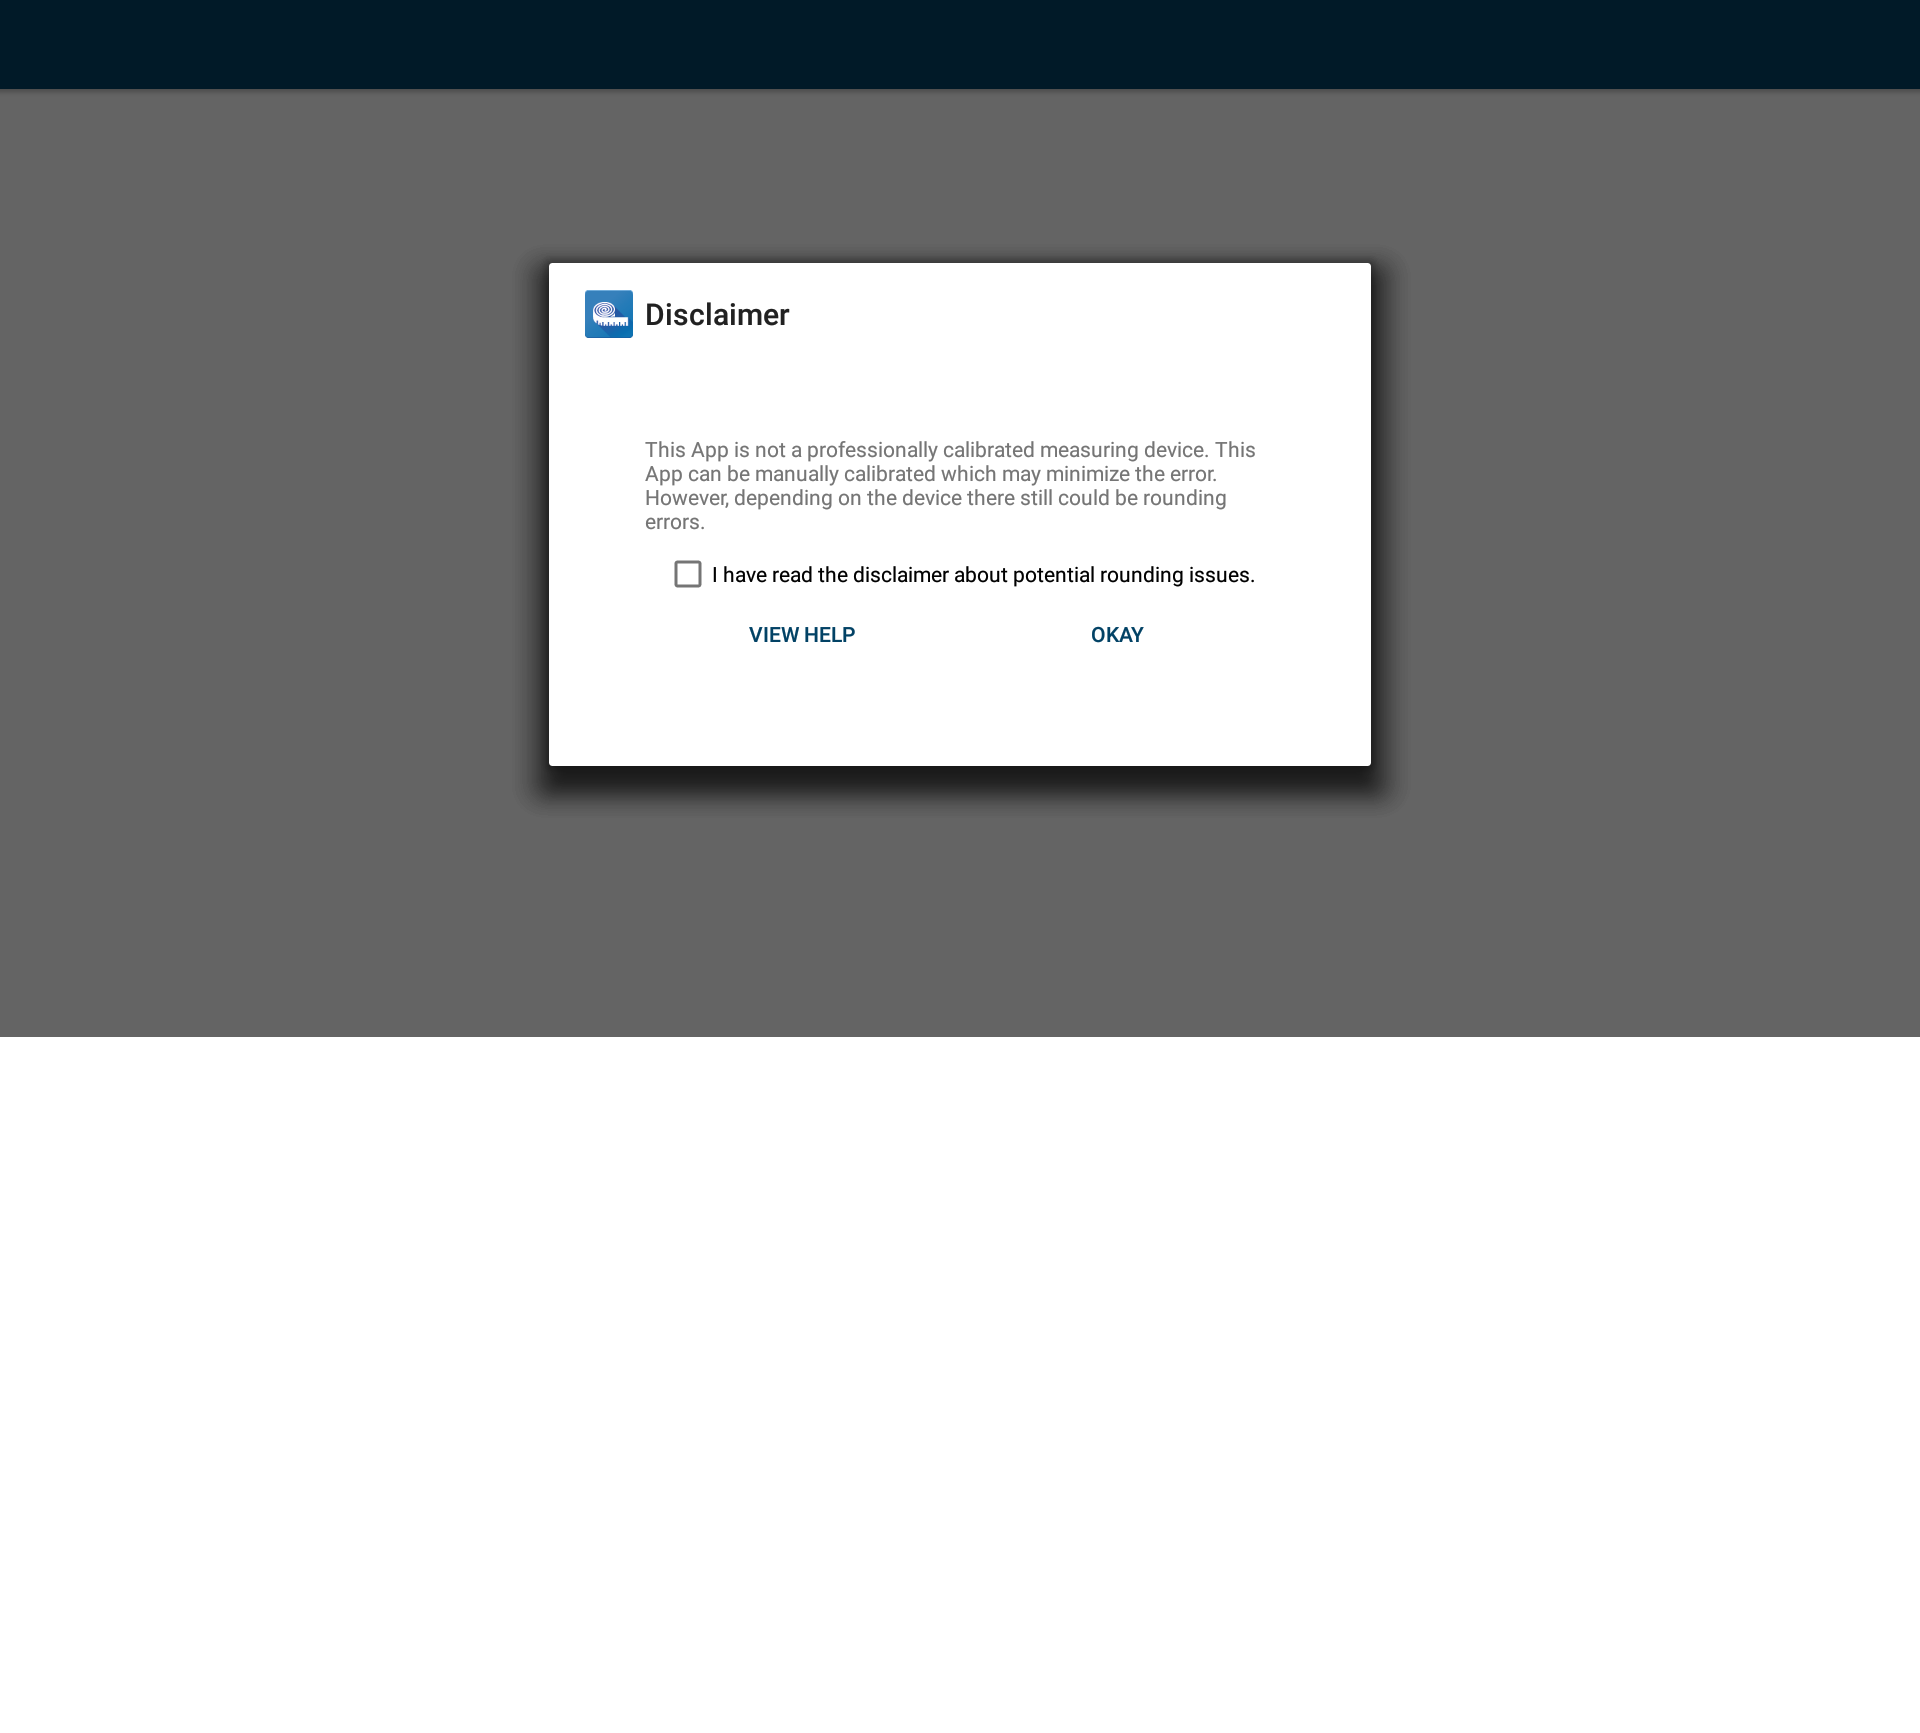 Disclaimer
This App is not a professionally calibrated measuring device. This
App can be manually calibrated which may minimize the error.
However, depending on the device there still could be rounding
errors.
I have read the disclaimer about potential rounding issues.
VIEW HELP
OKAY